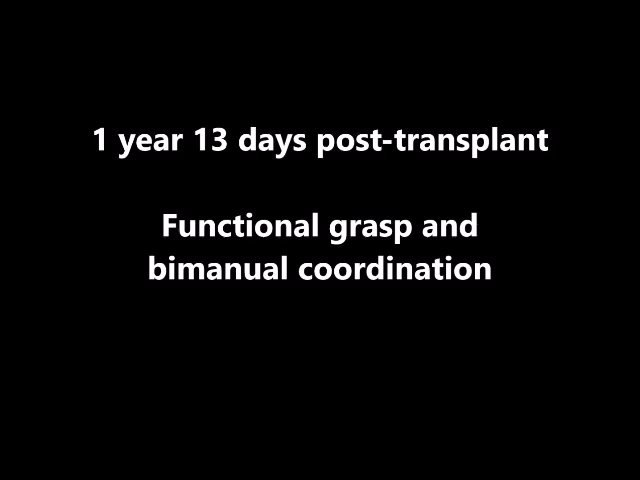 1 year 13 days post-transplant
Functional grasp and
bimanual coordination